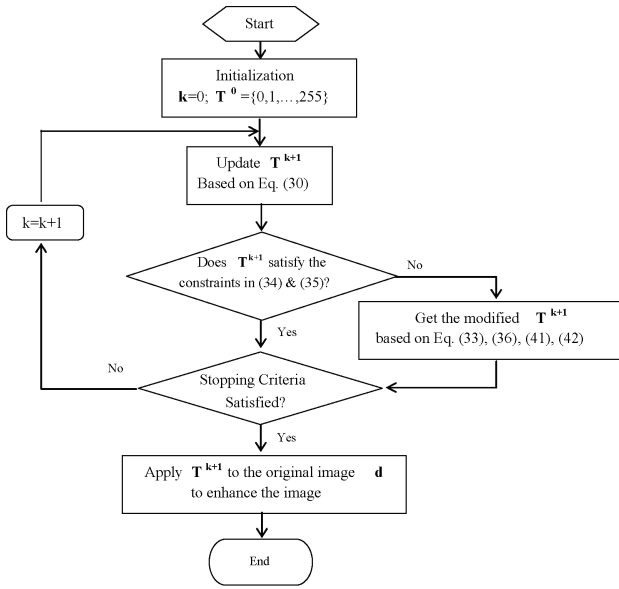 Start
Initialization
k=0; T 0 ={0,1,...,255}
Update T k+1
Based on Eq. (30)
k=k+1
Does T k+1 satisfy the
constraints in (34) & (35)?
No
Get the modified T k+1
based on Eq. (33), (36), (41), (42)
Yes
No
Stopping Criteria
Satisfied?
Yes
Apply T k+1 to the original image d
to enhance the image
End